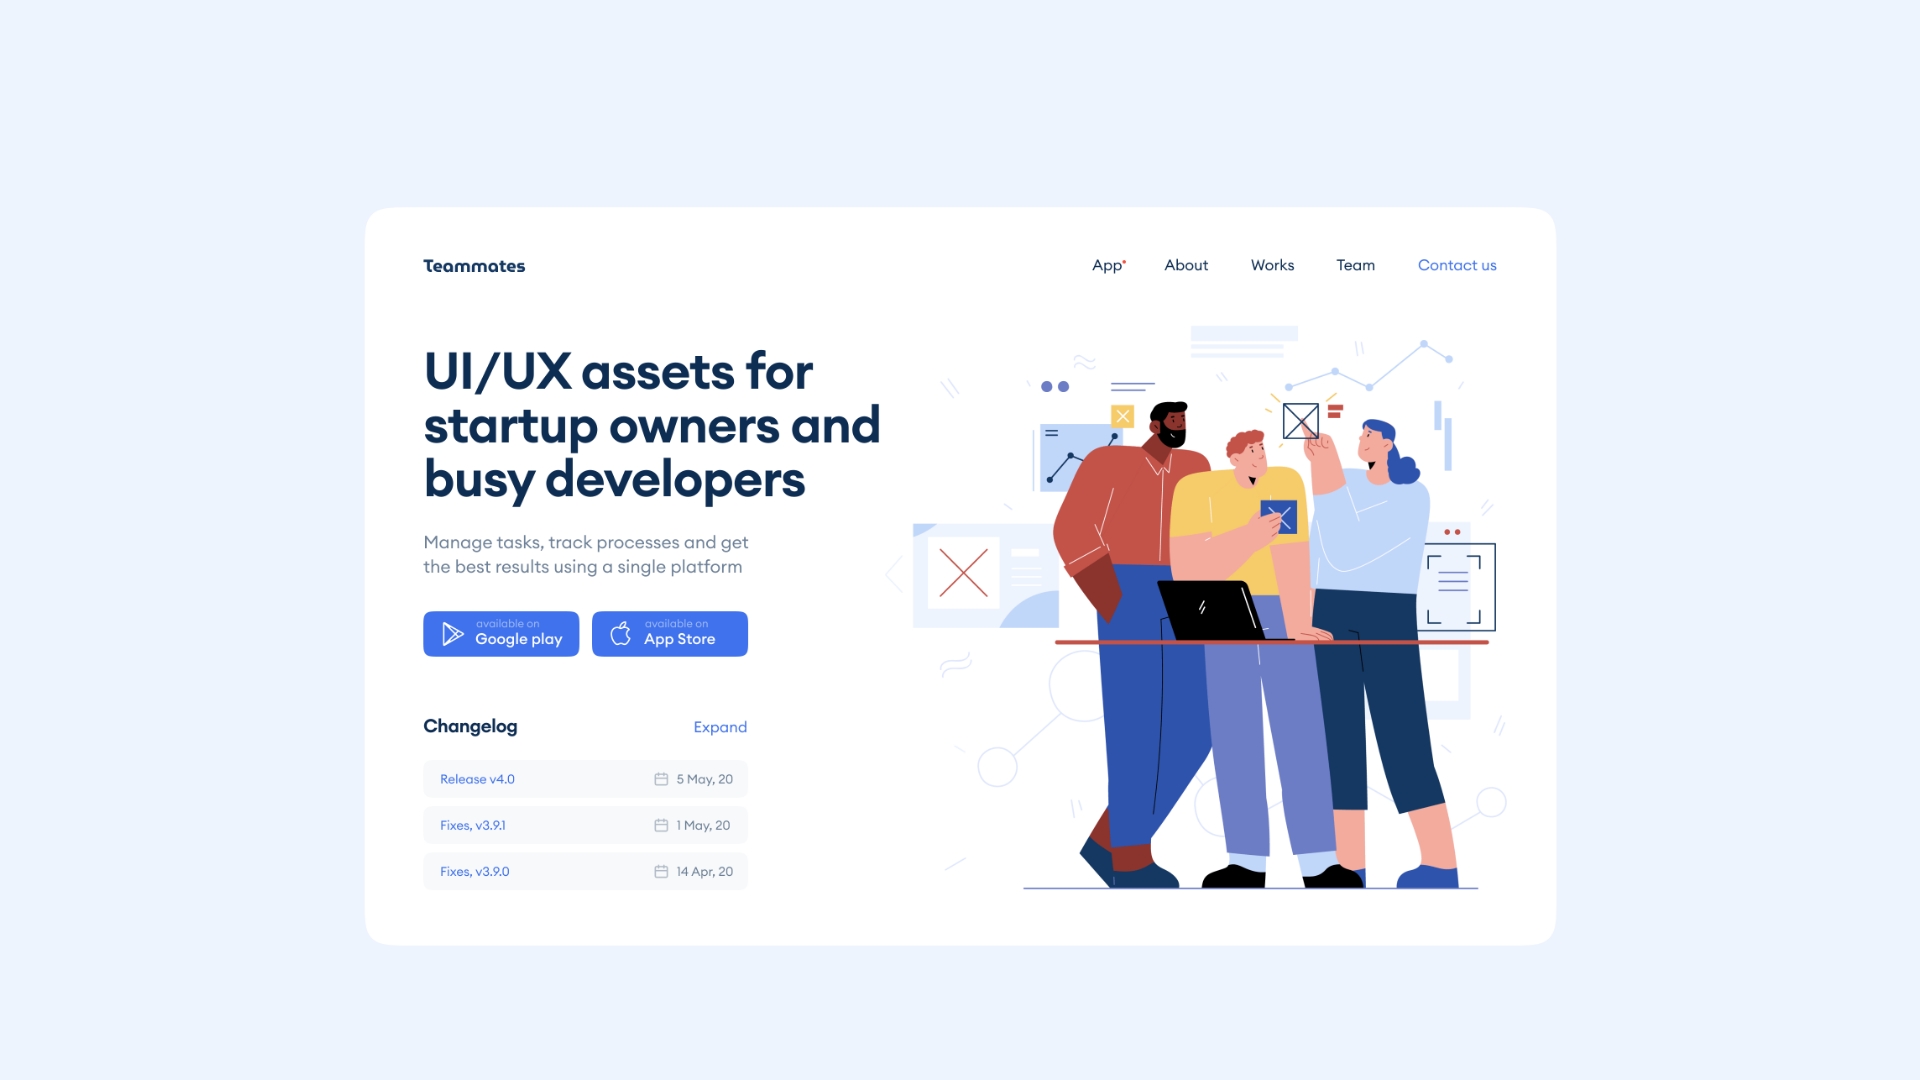 Teammates
App
About
Works
Team
Contact us
UI/UX assets for
startup owners and
busy developers
Manage tasks, track processes and get
the best results using a single platform
available on
Google play
available on
App Store
Changelog
Expand
Release v4.0
5 May, 20
Fixes, v3.9.1
1 May, 20
Fixes, v3.9.0
14 Apr, 20